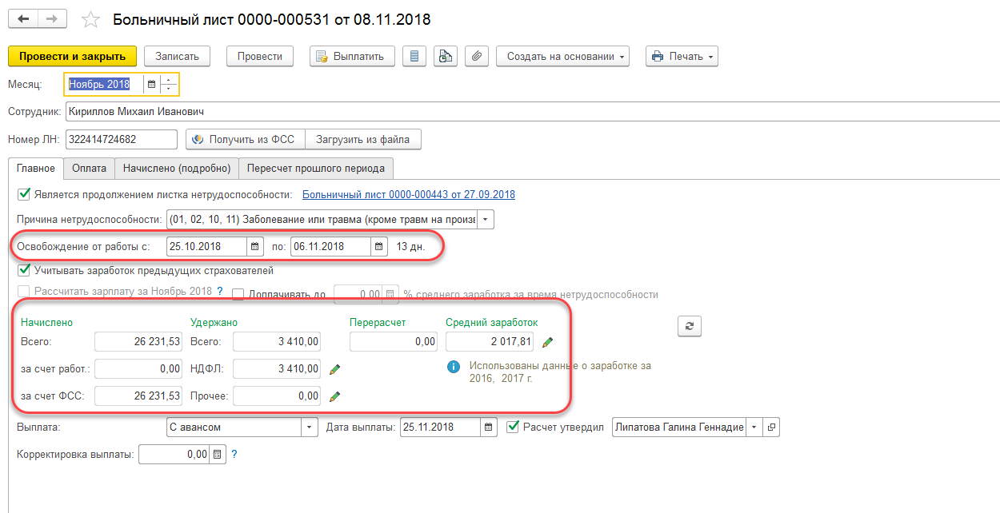 Больничный лист 0000-000531 от 08.11.2018
Провести и закрыть Записать Провести Выплатить Создать на основании Печать
Месяц: Ноябрь 2018
Сотрудник: Кириллов Михаил Иванович
Номер ЛН: 322414724682 Получить из ФСС Загрузить из файла
Главное Оплата Начислено (подробно) Пересчет прошлого периода
Является продолжением листка нетрудоспособности: Больничный лист 0000-000443 от 27.09.2018
Причина нетрудоспособности: (01, 02, 10, 11) Заболевание или травма (кроме травм на произв
Освобождение от работы с: 25.10.2018 по: 06.11.2018 13 дн.
Учитывать заработок предыдущих страхователей
Рассчитать зарплату за Ноябрь 2018 ? Доплачивать до 0.00 % среднего заработка за время нетрудоспособности
Начислено Удержано Перерасчет Средний заработок
Всего: 26 231,53 Всего: 3 410,00 0,00 2 017,81
за счет работ.: 0,00 НДФЛ: 3 410,00 Использованы данные о заработке за
2016, 2017 г.
за счет ФСС: 26 231,53 Прочее: 0,00
Выплата: С авансом Дата выплаты: 25.11.2018 Расчет утвердил Липатова Галина Геннадие
Корректировка выплаты: 0,00 ?